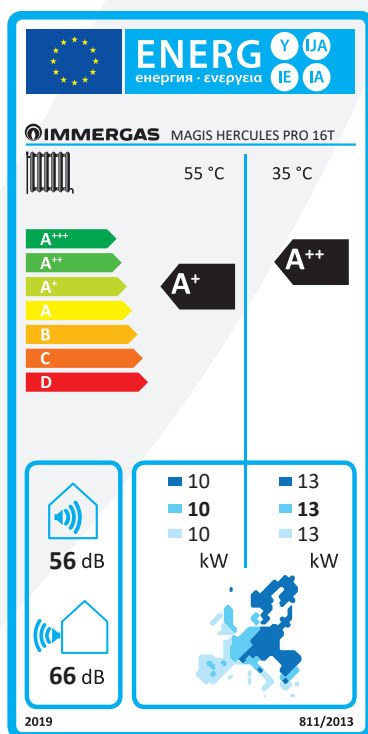 ENERG
енергия · ενεργεια
Y IJA
IE IA
IMMERGAS MAGIS HERCULES PRO 16T
55 °C 35 °C
A+++
A++
A+
A
B
C
D
A+
A++
56 dB
66 dB
10 13
10 13
10 13
kW kW
2019 811/2013